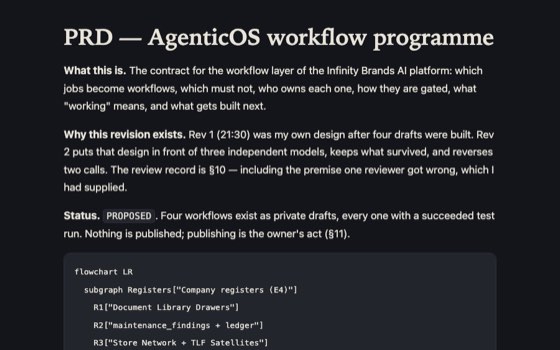 PRD — AgenticOS workflow programme
What this is. The contract for the workflow layer of the Infinity Brands AI platform: which
jobs become workflows, which must not, who owns each one, how they are gated, what
"working" means, and what gets built next.
Why this revision exists. Rev 1 (21:30) was my own design after four drafts were built. Rev
2 puts that design in front of three independent models, keeps what survived, and reverses
two calls. The review record is §10 — including the premise one reviewer got wrong, which I
had supplied.
Status. PROPOSED . Four workflows exist as private drafts, every one with a succeeded test
run. Nothing is published; publishing is the owner's act (§11).
flowchart LR
subgraph Registers["Company registers (E4)"]
R1["Document Library Drawers"]
R2["maintenance_findings + ledger"]
R3["Store Network + TLF Satellites"]